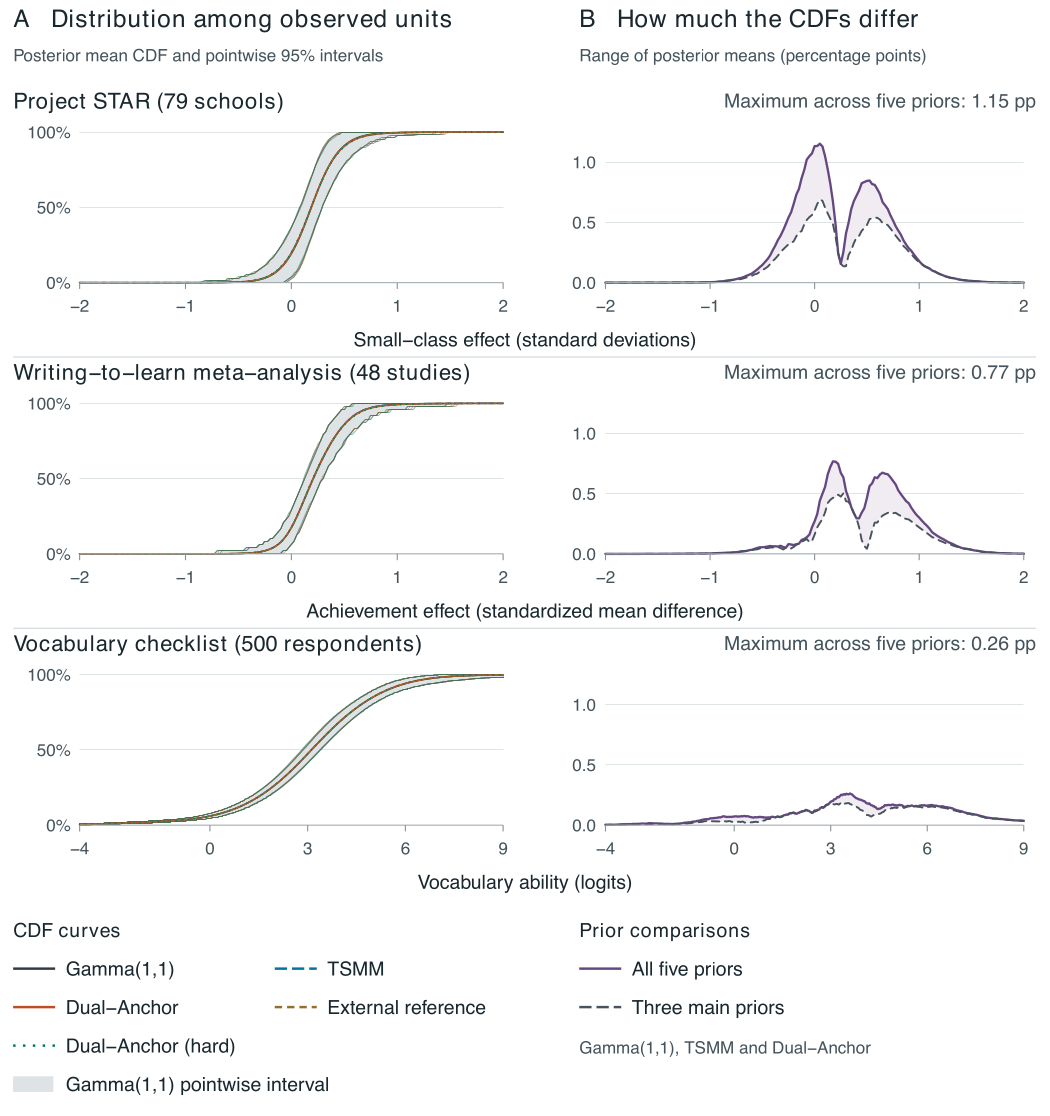 A Distribution among observed units
Posterior mean CDF and pointwise 95% intervals
B How much the CDFs differ
Range of posterior means (percentage points)
Project STAR (79 schools)
Maximum across five priors: 1.15 pp
100%
50%
0%
−2 −1 0 1 2
1.0
0.5
0.0
−2 −1 0 1 2
Small−class effect (standard deviations)
Writing−to−learn meta−analysis (48 studies)
Maximum across five priors: 0.77 pp
100%
50%
0%
−2 −1 0 1 2
1.0
0.5
0.0
−2 −1 0 1 2
Achievement effect (standardized mean difference)
Vocabulary checklist (500 respondents)
Maximum across five priors: 0.26 pp
100%
50%
0%
−4 0 3 6 9
1.0
0.5
0.0
−4 0 3 6 9
Vocabulary ability (logits)
CDF curves
Gamma(1,1)
Dual−Anchor
Dual−Anchor (hard)
Gamma(1,1) pointwise interval
TSMM
External reference
Prior comparisons
All five priors
Three main priors
Gamma(1,1), TSMM and Dual−Anchor